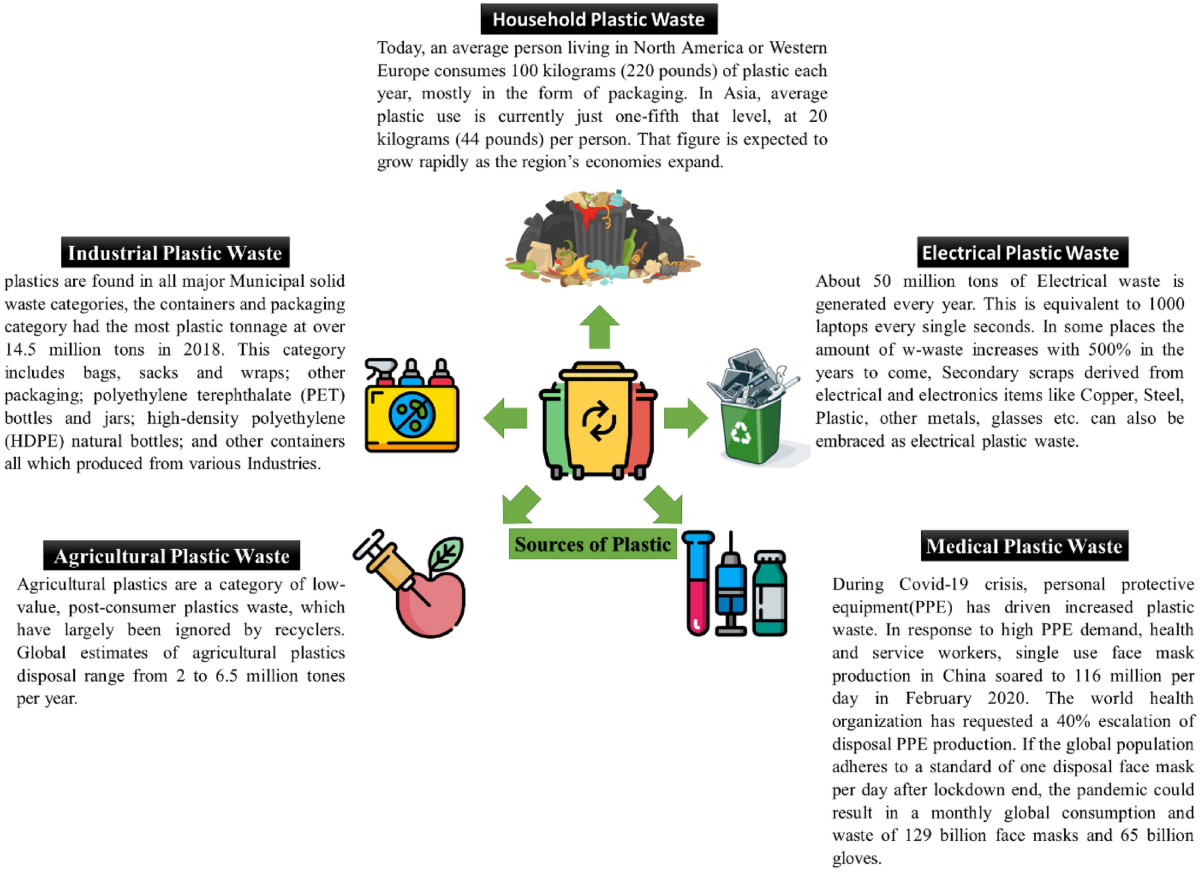 Household Plastic Waste
Today, an average person living in North America or Western
Europe consumes 100 kilograms (220 pounds) of plastic each
year, mostly in the form of packaging. In Asia, average
plastic use is currently just one-fifth that level, at 20
kilograms (44 pounds) per person. That figure is expected to
grow rapidly as the region's economies expand.
Industrial Plastic Waste
plastics are found in all major Municipal solid
waste categories, the containers and packaging
category had the most plastic tonnage at over
14.5 million tons in 2018. This category
includes bags, sacks and wraps; other
packaging; polyethylene terephthalate (PET)
bottles and jars; high-density polyethylene
(HDPE) natural bottles; and other containers
all which produced from various Industries.
Electrical Plastic Waste
About 50 million tons of Electrical waste is
generated every year. This is equivalent to 1000
laptops every single seconds. In some places the
amount of w-waste increases with 500% in the
years to come, Secondary scraps derived from
electrical and electronics items like Copper, Steel,
Plastic, other metals, glasses etc. can also be
embraced as electrical plastic waste.
Sources of Plastic
Agricultural Plastic Waste
Agricultural plastics are a category of low-
value, post-consumer plastics waste, which
have largely been ignored by recyclers.
Global estimates of agricultural plastics
disposal range from 2 to 6.5 million tones
per year.
Medical Plastic Waste
During Covid-19 crisis, personal protective
equipment(PPE) has driven increased plastic
waste. In response to high PPE demand, health
and service workers, single use face mask
production in China soared to 116 million per
day in February 2020. The world health
organization has requested a 40% escalation of
disposal PPE production. If the global population
adheres to a standard of one disposal face mask
per day after lockdown end, the pandemic could
result in a monthly global consumption and
waste of 129 billion face masks and 65 billion
gloves.